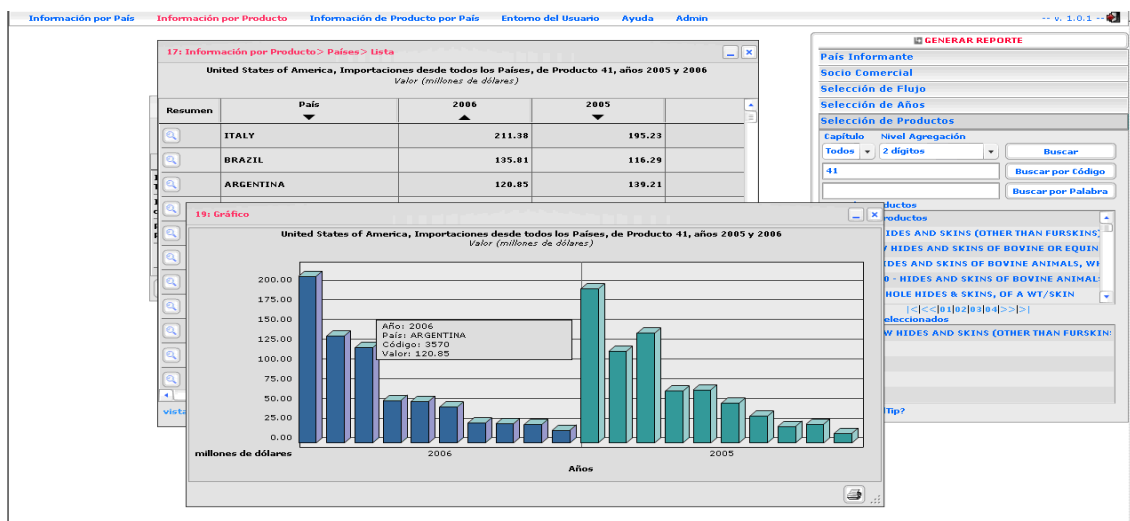 Información por País Información por Producto Información de Producto por País Entorno del Usuario Ayuda Admin -- v. 1.0.1 --
17: Información por Producto> Países> Lista
United States of America, Importaciones desde todos los Países, de Producto 41, años 2005 y 2006
Valor (millones de dólares)
Resumen País 2006 2005
ITALY 211.38 195.23
BRAZIL 135.81 116.29
ARGENTINA 120.85 139.21
vista
19: Gráfico
United States of America, Importaciones desde todos los Países, de Producto 41, años 2005 y 2006
Valor (millones de dólares)
200.00
175.00
150.00
125.00
100.00
75.00
50.00
25.00
0.00
Año: 2006
País: ARGENTINA
Código: 3570
Valor: 120.85
millones de dólares 2006 2005
Años
GENERAR REPORTE
País Informante
Socio Comercial
Selección de Flujo
Selección de Años
Selección de Productos
Capítulo Nivel Agregación
Todos 2 dígitos Buscar
41 Buscar por Código
Buscar por Palabra
IDES AND SKINS (OTHER THAN FURSKINS)
HIDES AND SKINS OF BOVINE OR EQUIN
IDES AND SKINS OF BOVINE ANIMALS, WH
0 - HIDES AND SKINS OF BOVINE ANIMAL
HOLE HIDES & SKINS, OF A WT/SKIN
|<|<<|01|02|03|04|>>|>|
eleccionados
W HIDES AND SKINS (OTHER THAN FURSKINS
lTip?